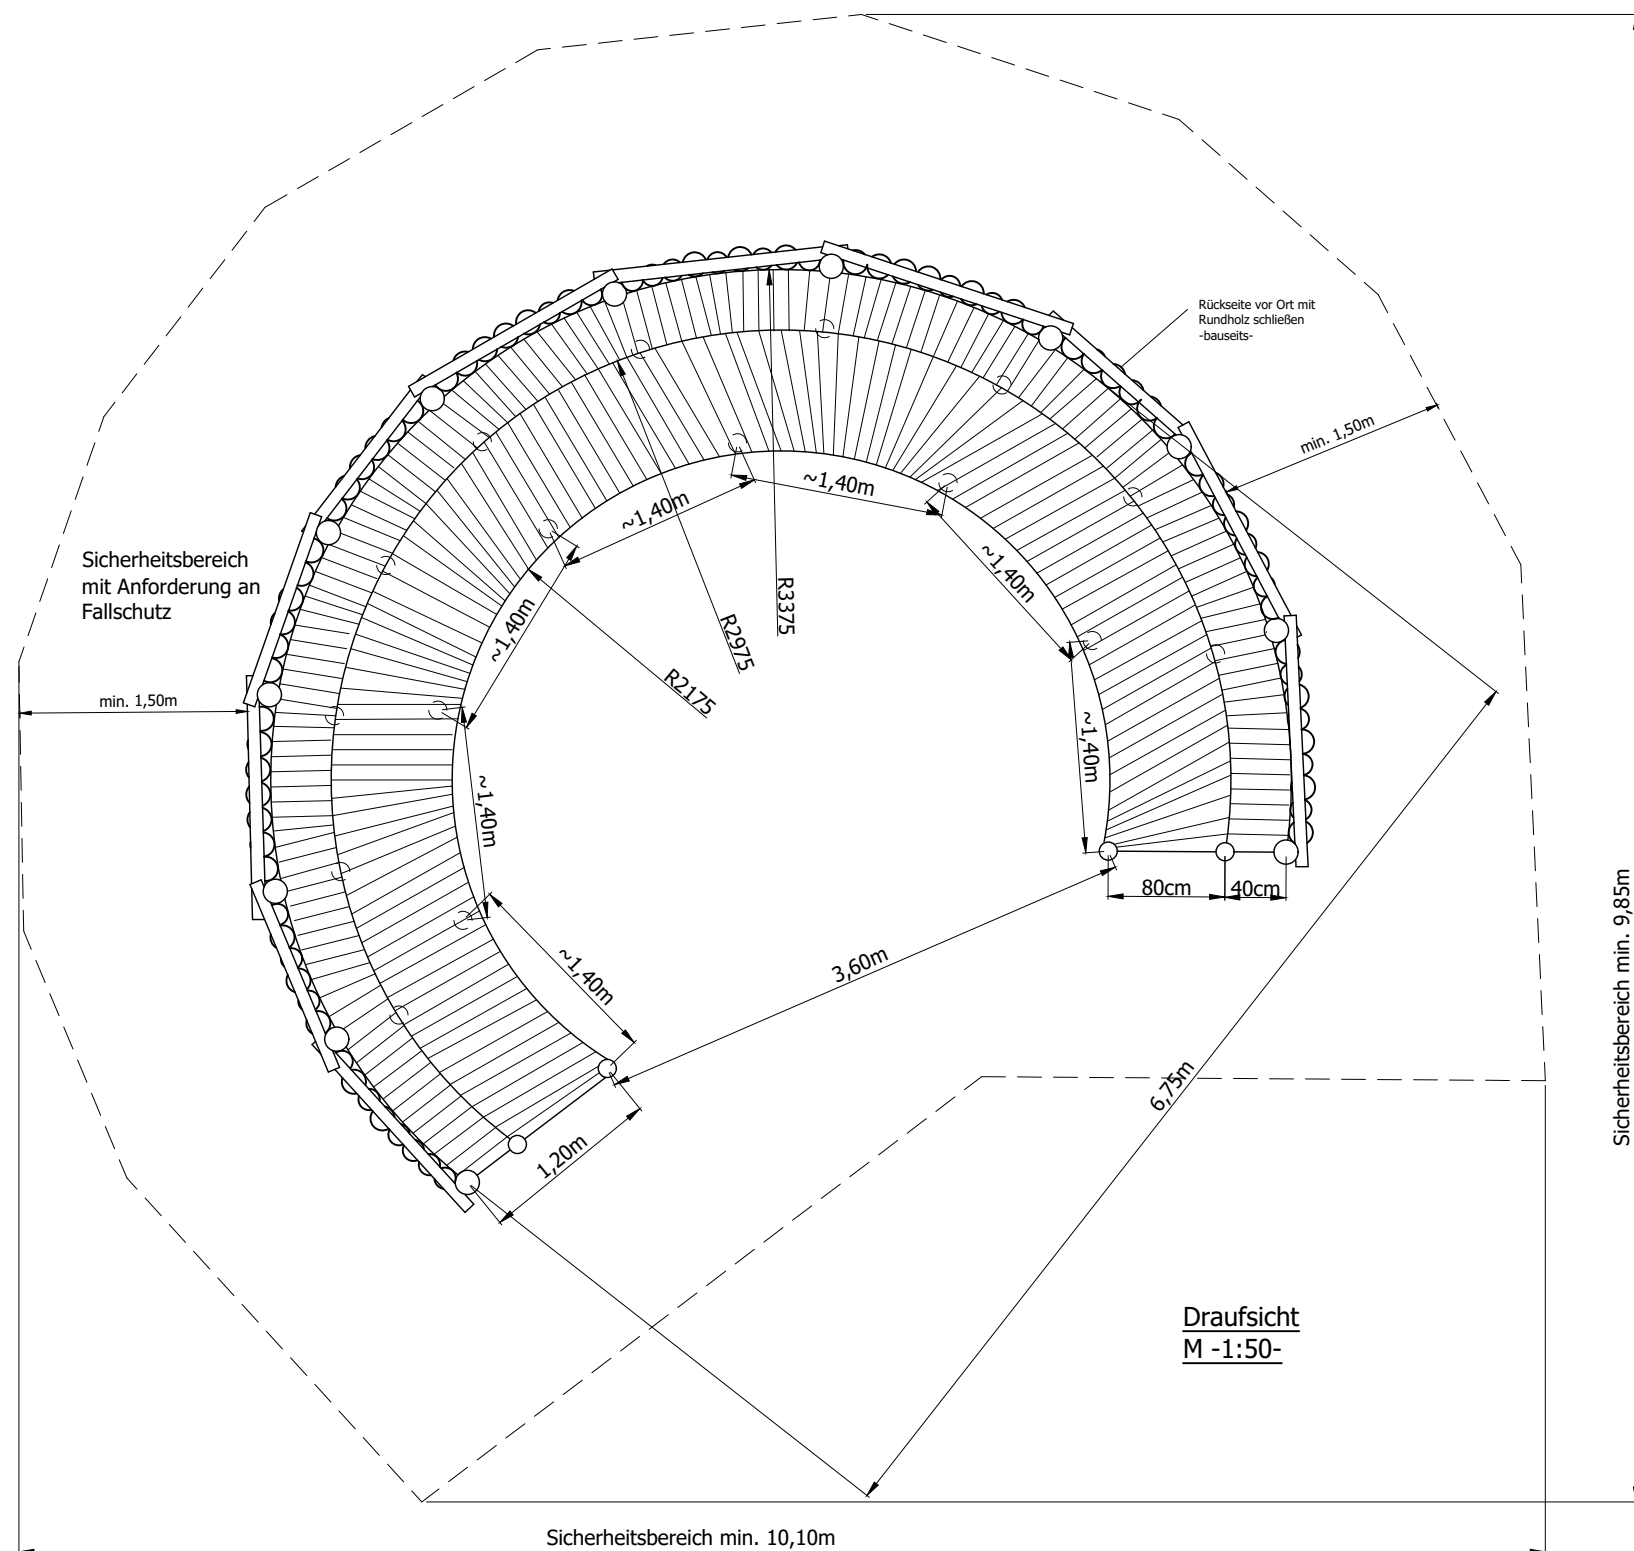 Rückseite vor Ort mit
Rundholz schließen
-bauseits-
min. 1,50m
~1,40m
~1,40m
~1,40m
~1,40m
Sicherheitsbereich
mit Anforderung an
Fallschutz
R3375
R2975
R2175
min. 1,50m
~1,40m
~1,40m
80cm
40cm
~1,40m
3,60m
Sicherheitsbereich min. 9,85m
6,75m
1,20m
Draufsicht
M -1:50-
Sicherheitsbereich min. 10,10m